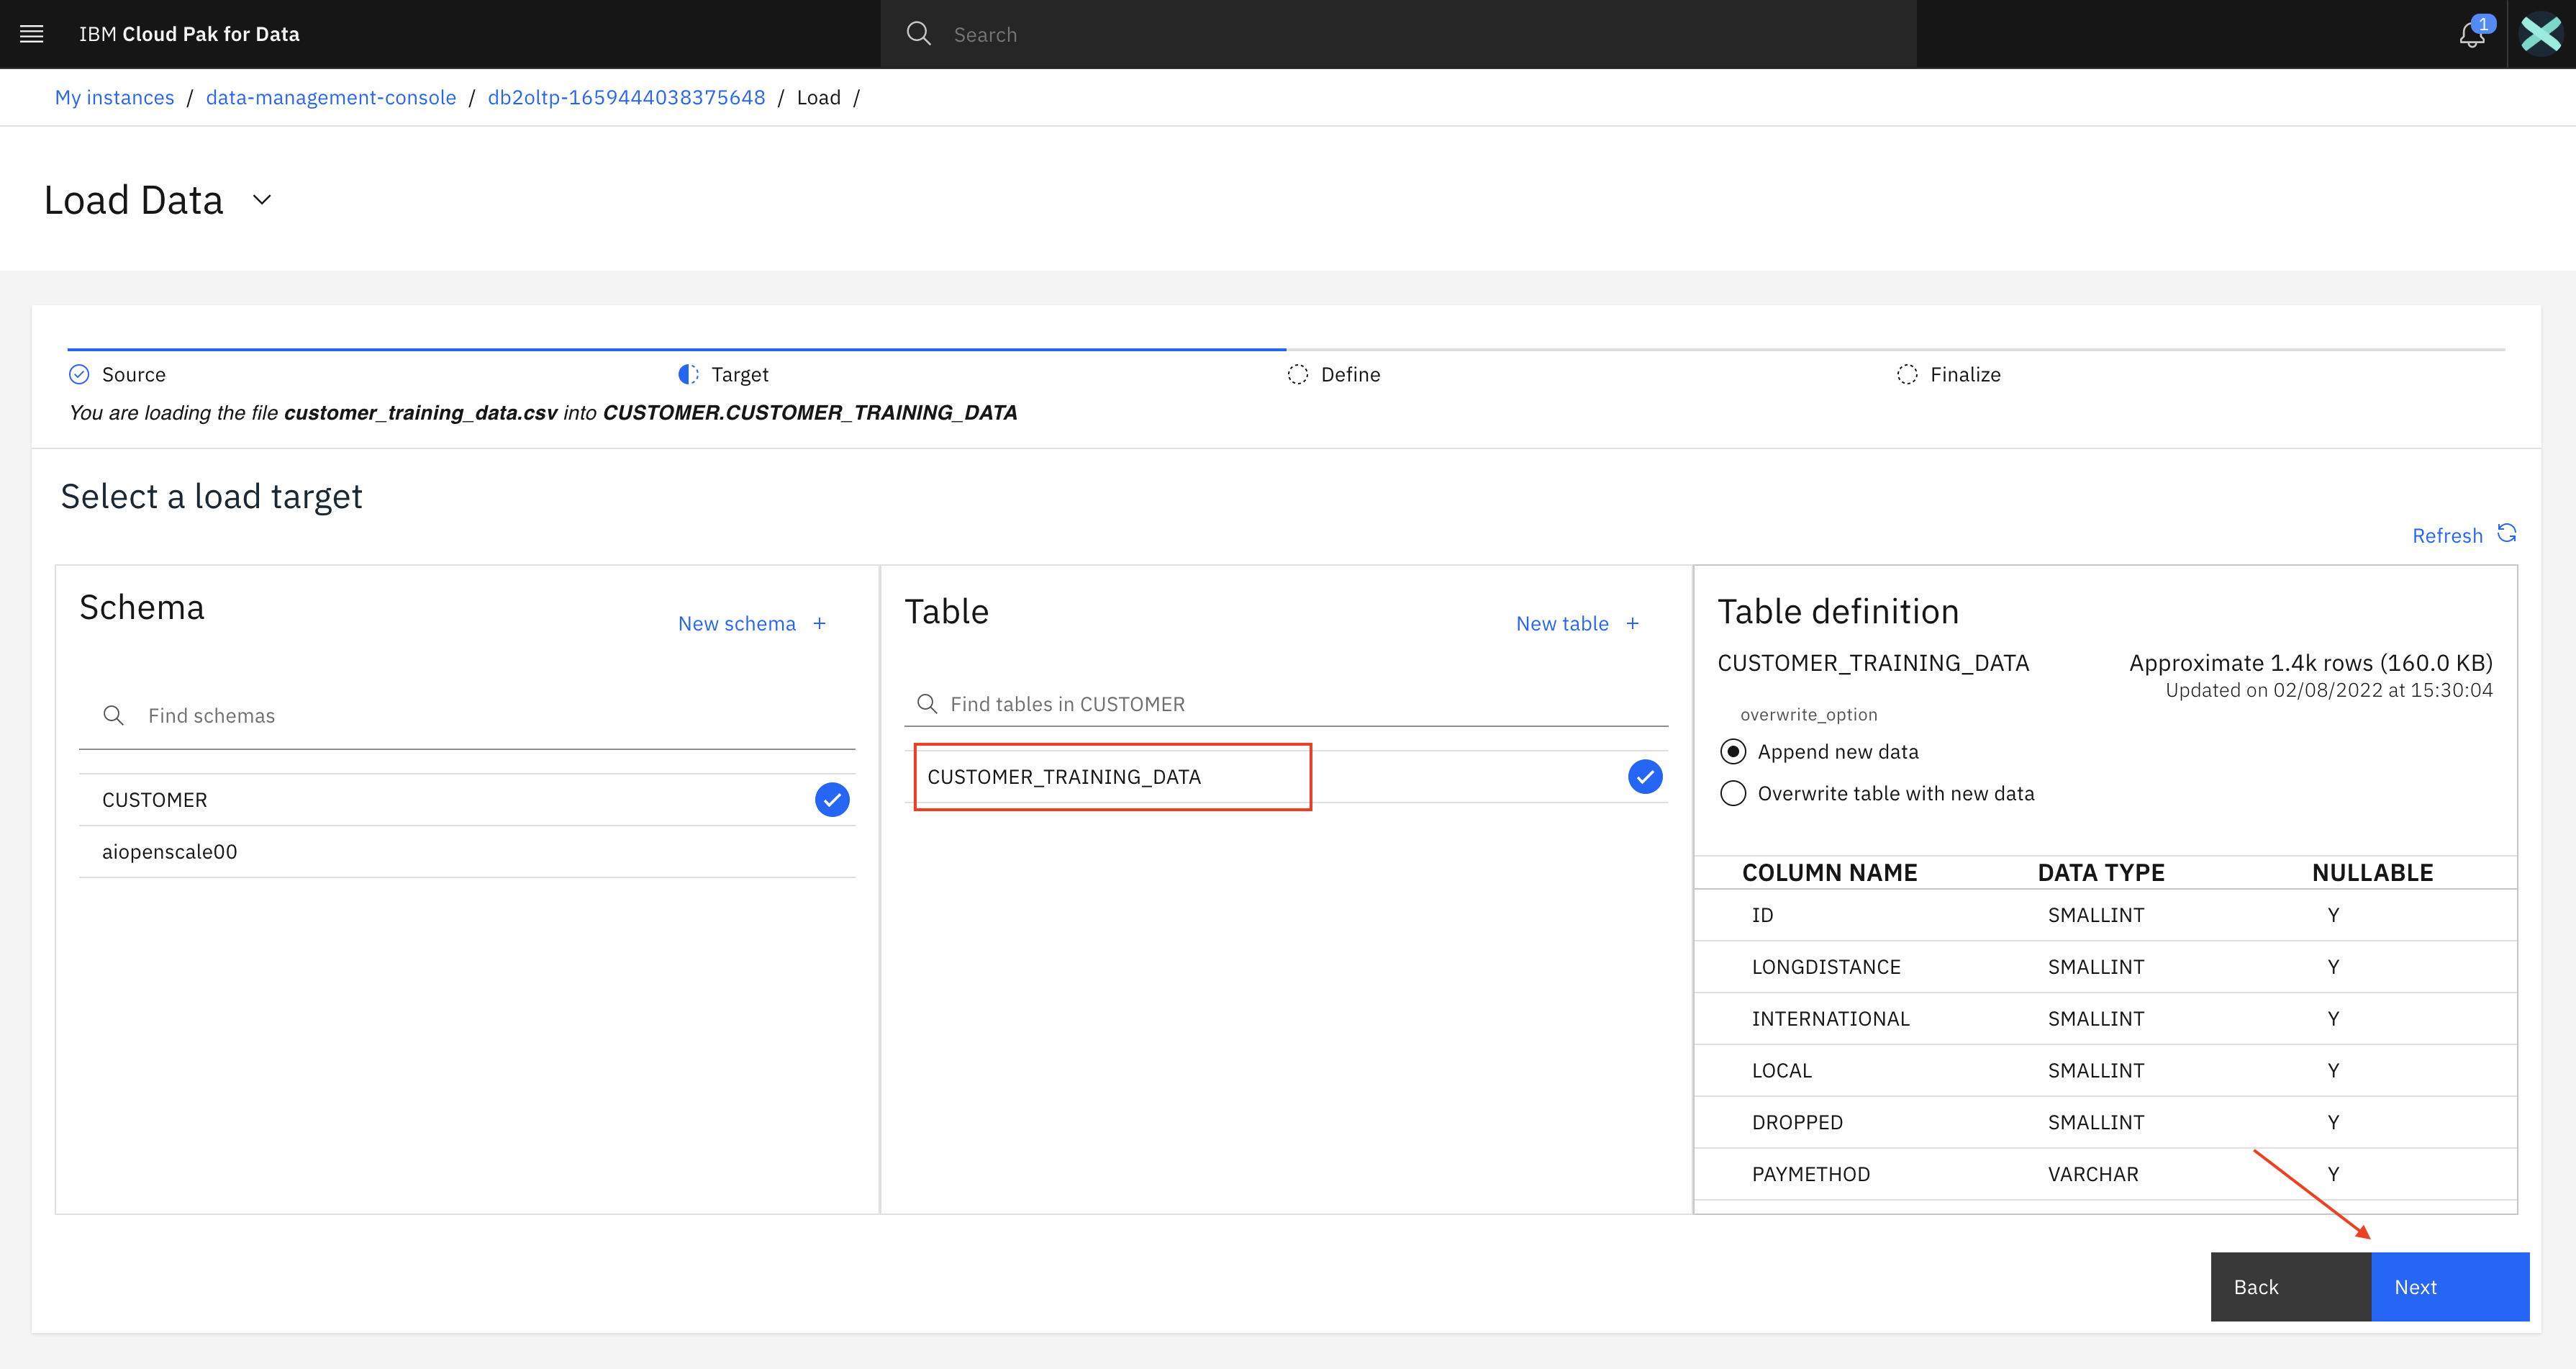 IBM Cloud Pak for Data
Search
1
My instances / data-management-console / db2oltp-1659444038375648 / Load /
Load Data
Source
Target
Define
Finalize
You are loading the file customer_training_data.csv into CUSTOMER.CUSTOMER_TRAINING_DATA
Select a load target
Refresh
Schema
New schema +
Find schemas
CUSTOMER
aiopenscale00
Table
New table +
Find tables in CUSTOMER
CUSTOMER_TRAINING_DATA
Table definition
CUSTOMER_TRAINING_DATA
Approximate 1.4k rows (160.0 KB)
Updated on 02/08/2022 at 15:30:04
overwrite_option
Append new data
Overwrite table with new data
COLUMN NAME DATA TYPE NULLABLE
ID SMALLINT Y
LONGDISTANCE SMALLINT Y
INTERNATIONAL SMALLINT Y
LOCAL SMALLINT Y
DROPPED SMALLINT Y
PAYMETHOD VARCHAR Y
Back
Next